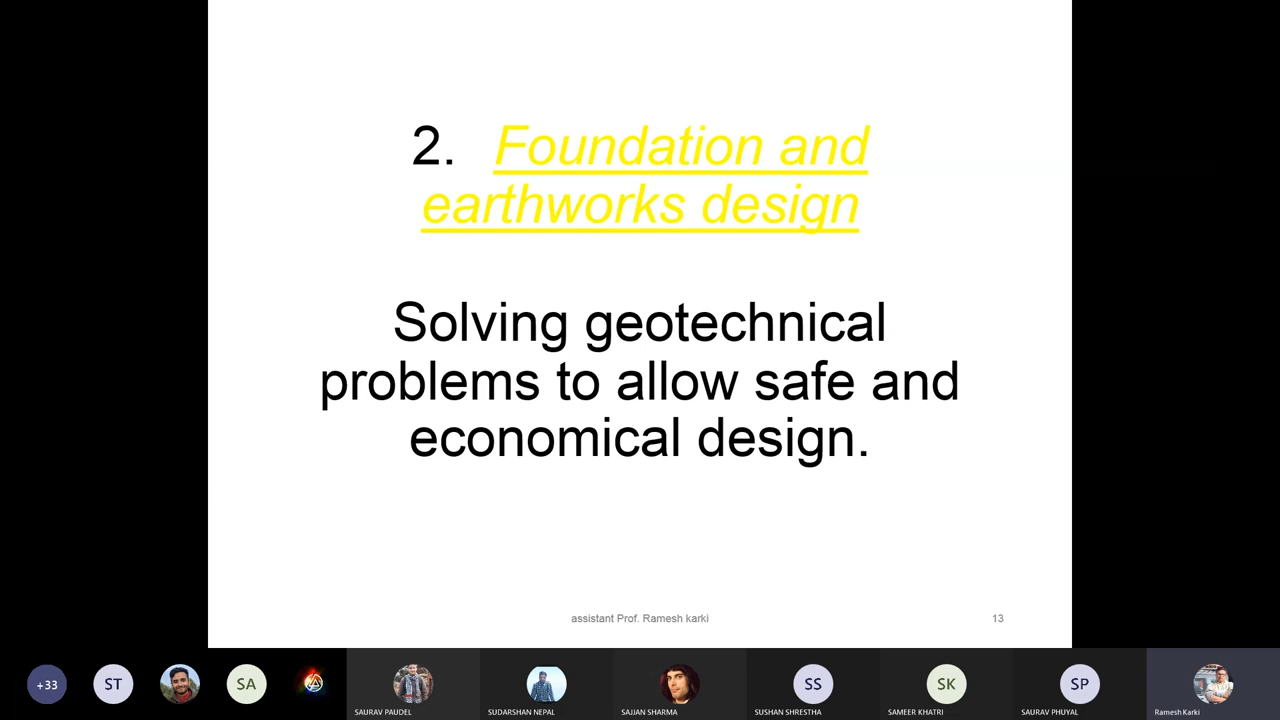 2. Foundation and
earthworks design
Solving geotechnical
problems to allow safe and
economical design.
assistant Prof. Ramesh karki
13
+33
ST
SA
SS
SK
SP
SAURAV PAUDEL
SUDARSHAN NEPAL
SAJJAN SHARMA
SUSHAN SHRESTHA
SAMEER KHATRI
SAURAV PHUYAL
Ramesh Karki